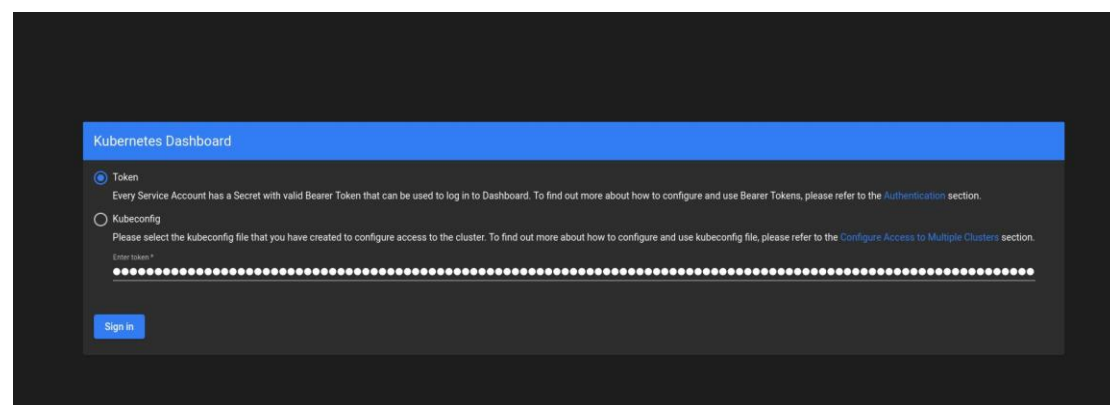 Kubernetes Dashboard
Token
Every Service Account has a Secret with valid Bearer Token that can be used to log in to Dashboard. To find out more about how to configure and use Bearer Tokens, please refer to the Authentication section.
Kubeconfig
Please select the kubeconfig file that you have created to configure access to the cluster. To find out more about how to configure and use kubeconfig file, please refer to the Configure Access to Multiple Clusters section.
Enter token *
Sign in